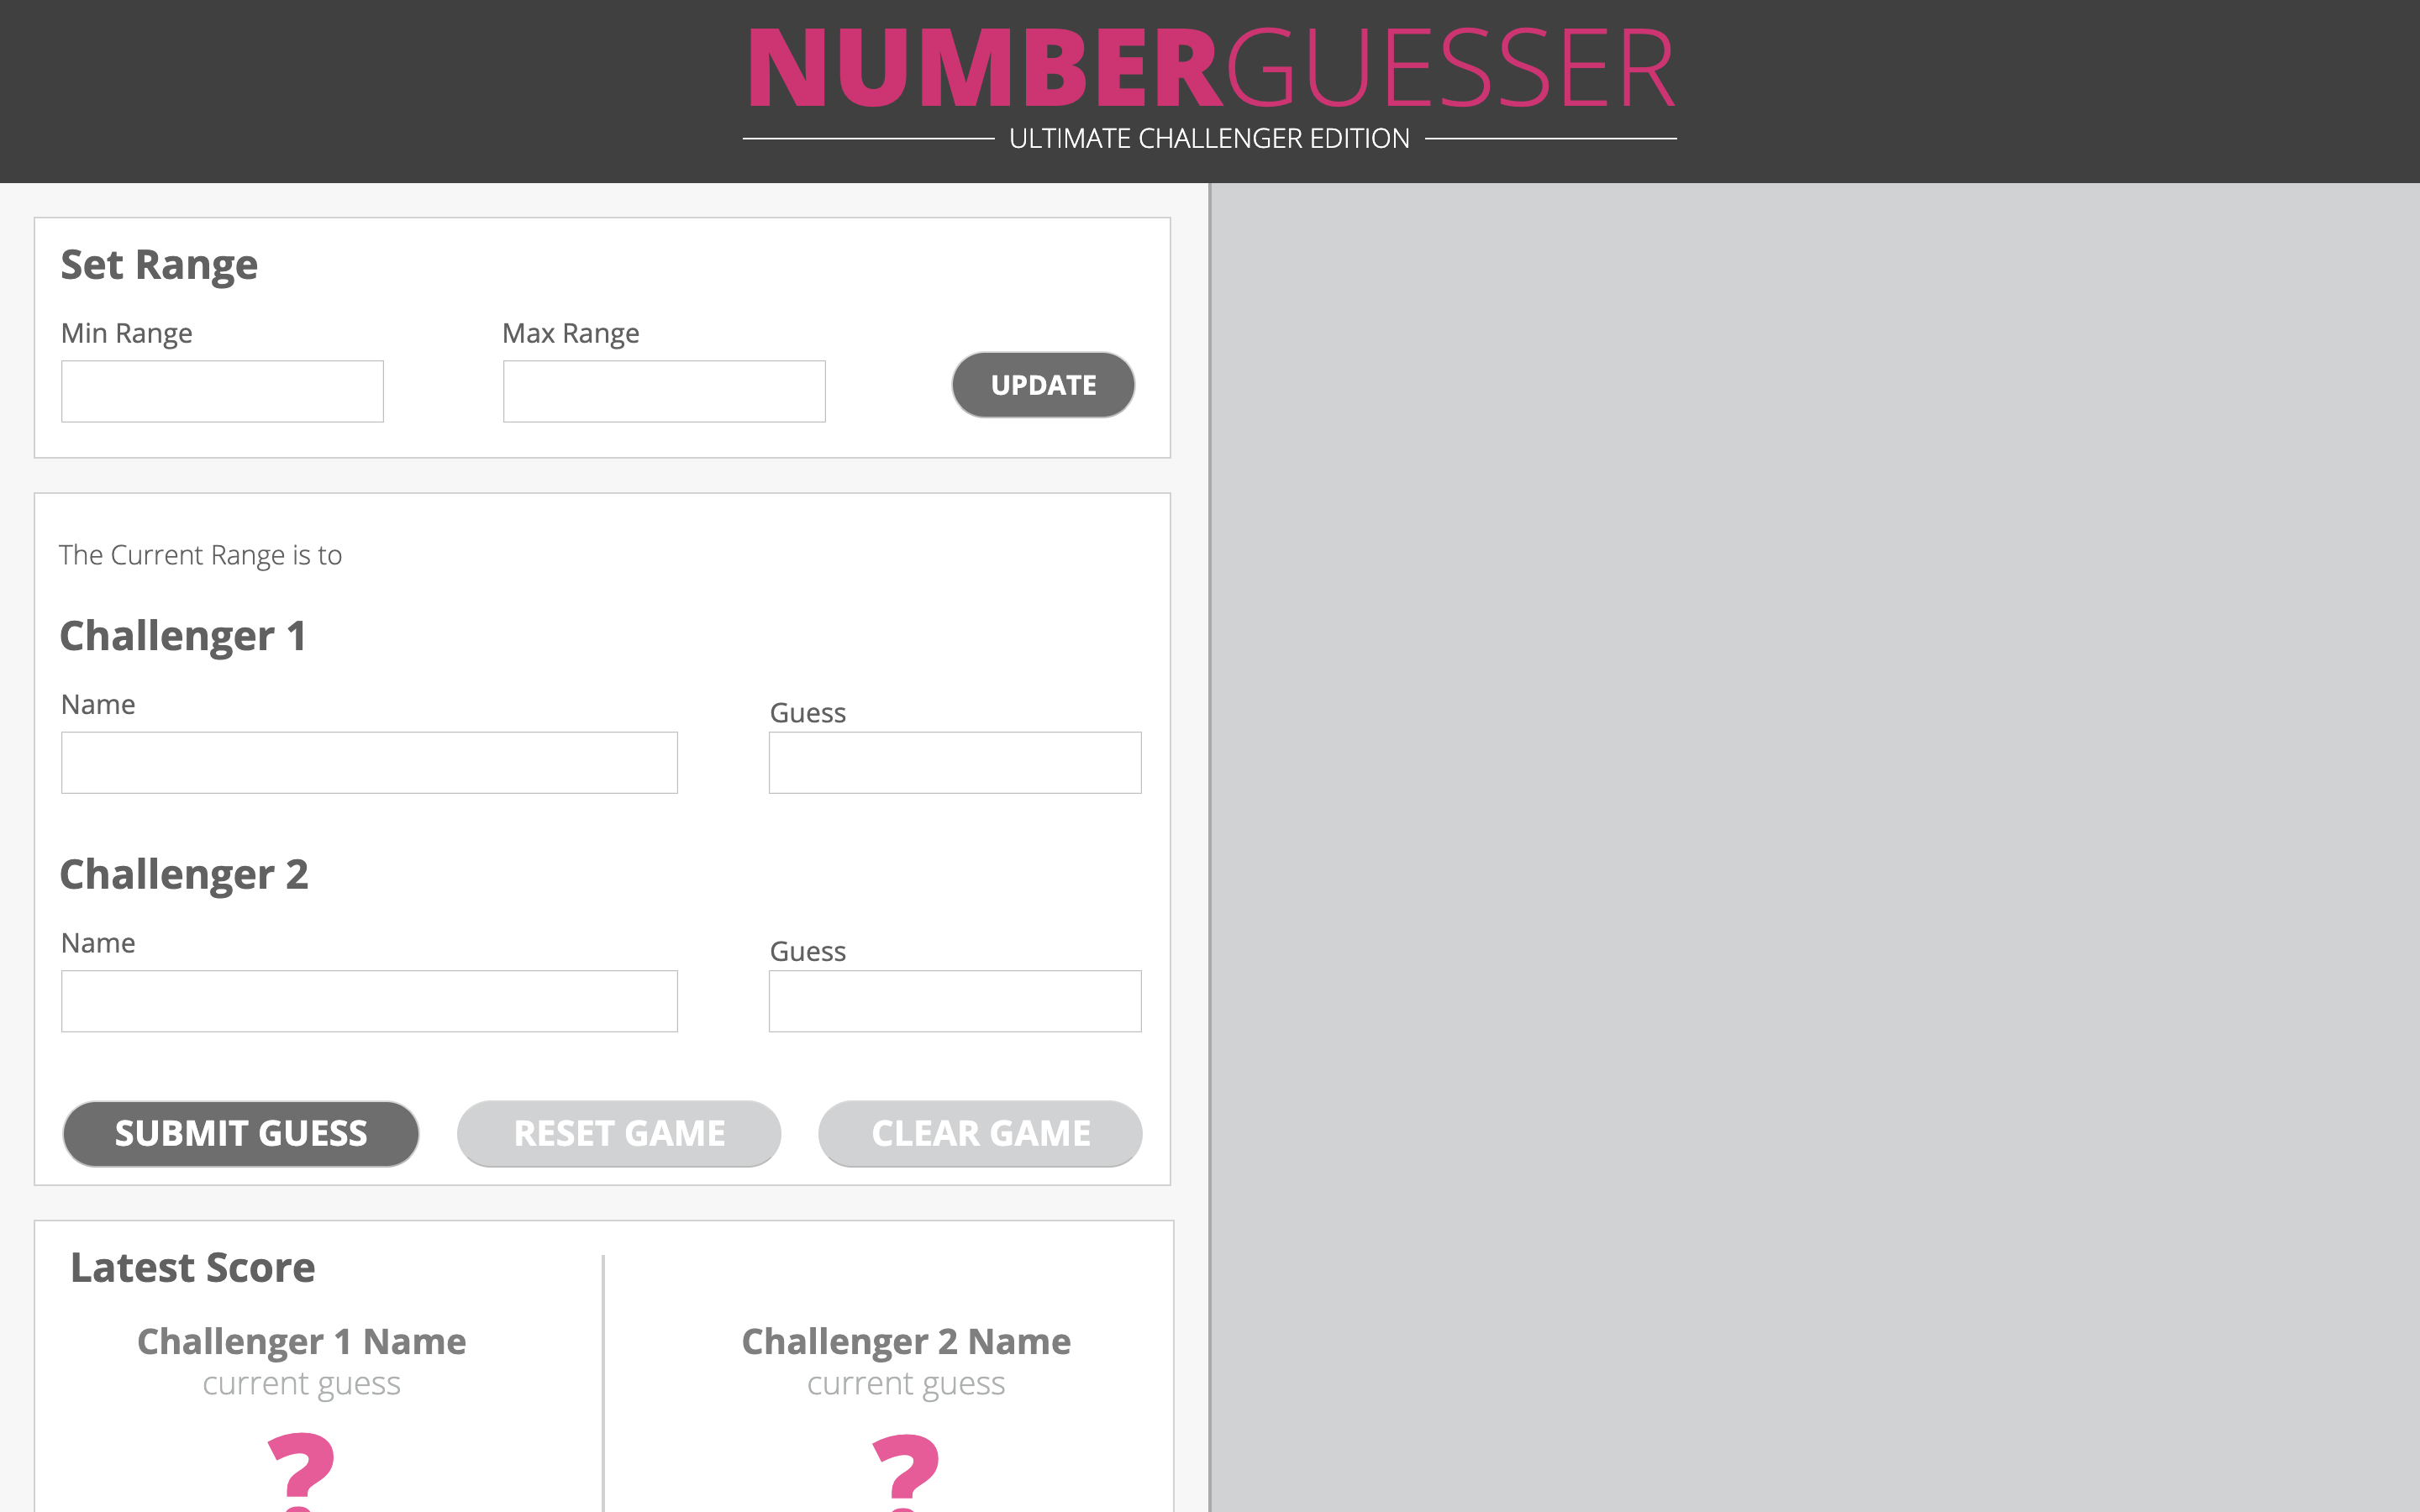 NUMBERGUESSER
ULTIMATE CHALLENGER EDITION
Set Range
Min Range Max Range
UPDATE
The Current Range is to
Challenger 1
Name Guess
Challenger 2
Name Guess
SUBMIT GUESS RESET GAME CLEAR GAME
Latest Score
Challenger 1 Name Challenger 2 Name
current guess current guess
? ?